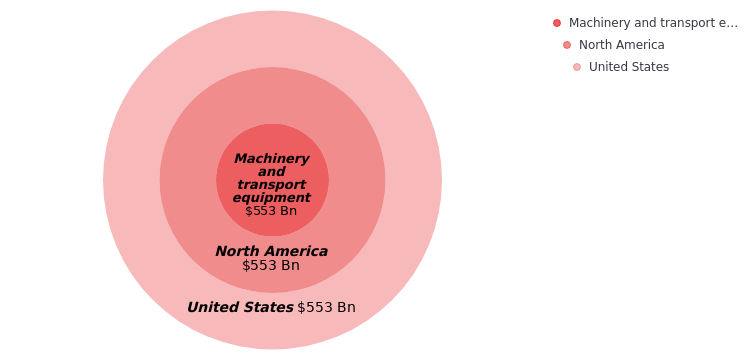 Machinery
and
transport
equipment
$553 Bn
North America
$553 Bn
United States $553 Bn
Machinery and transport e...
North America
United States